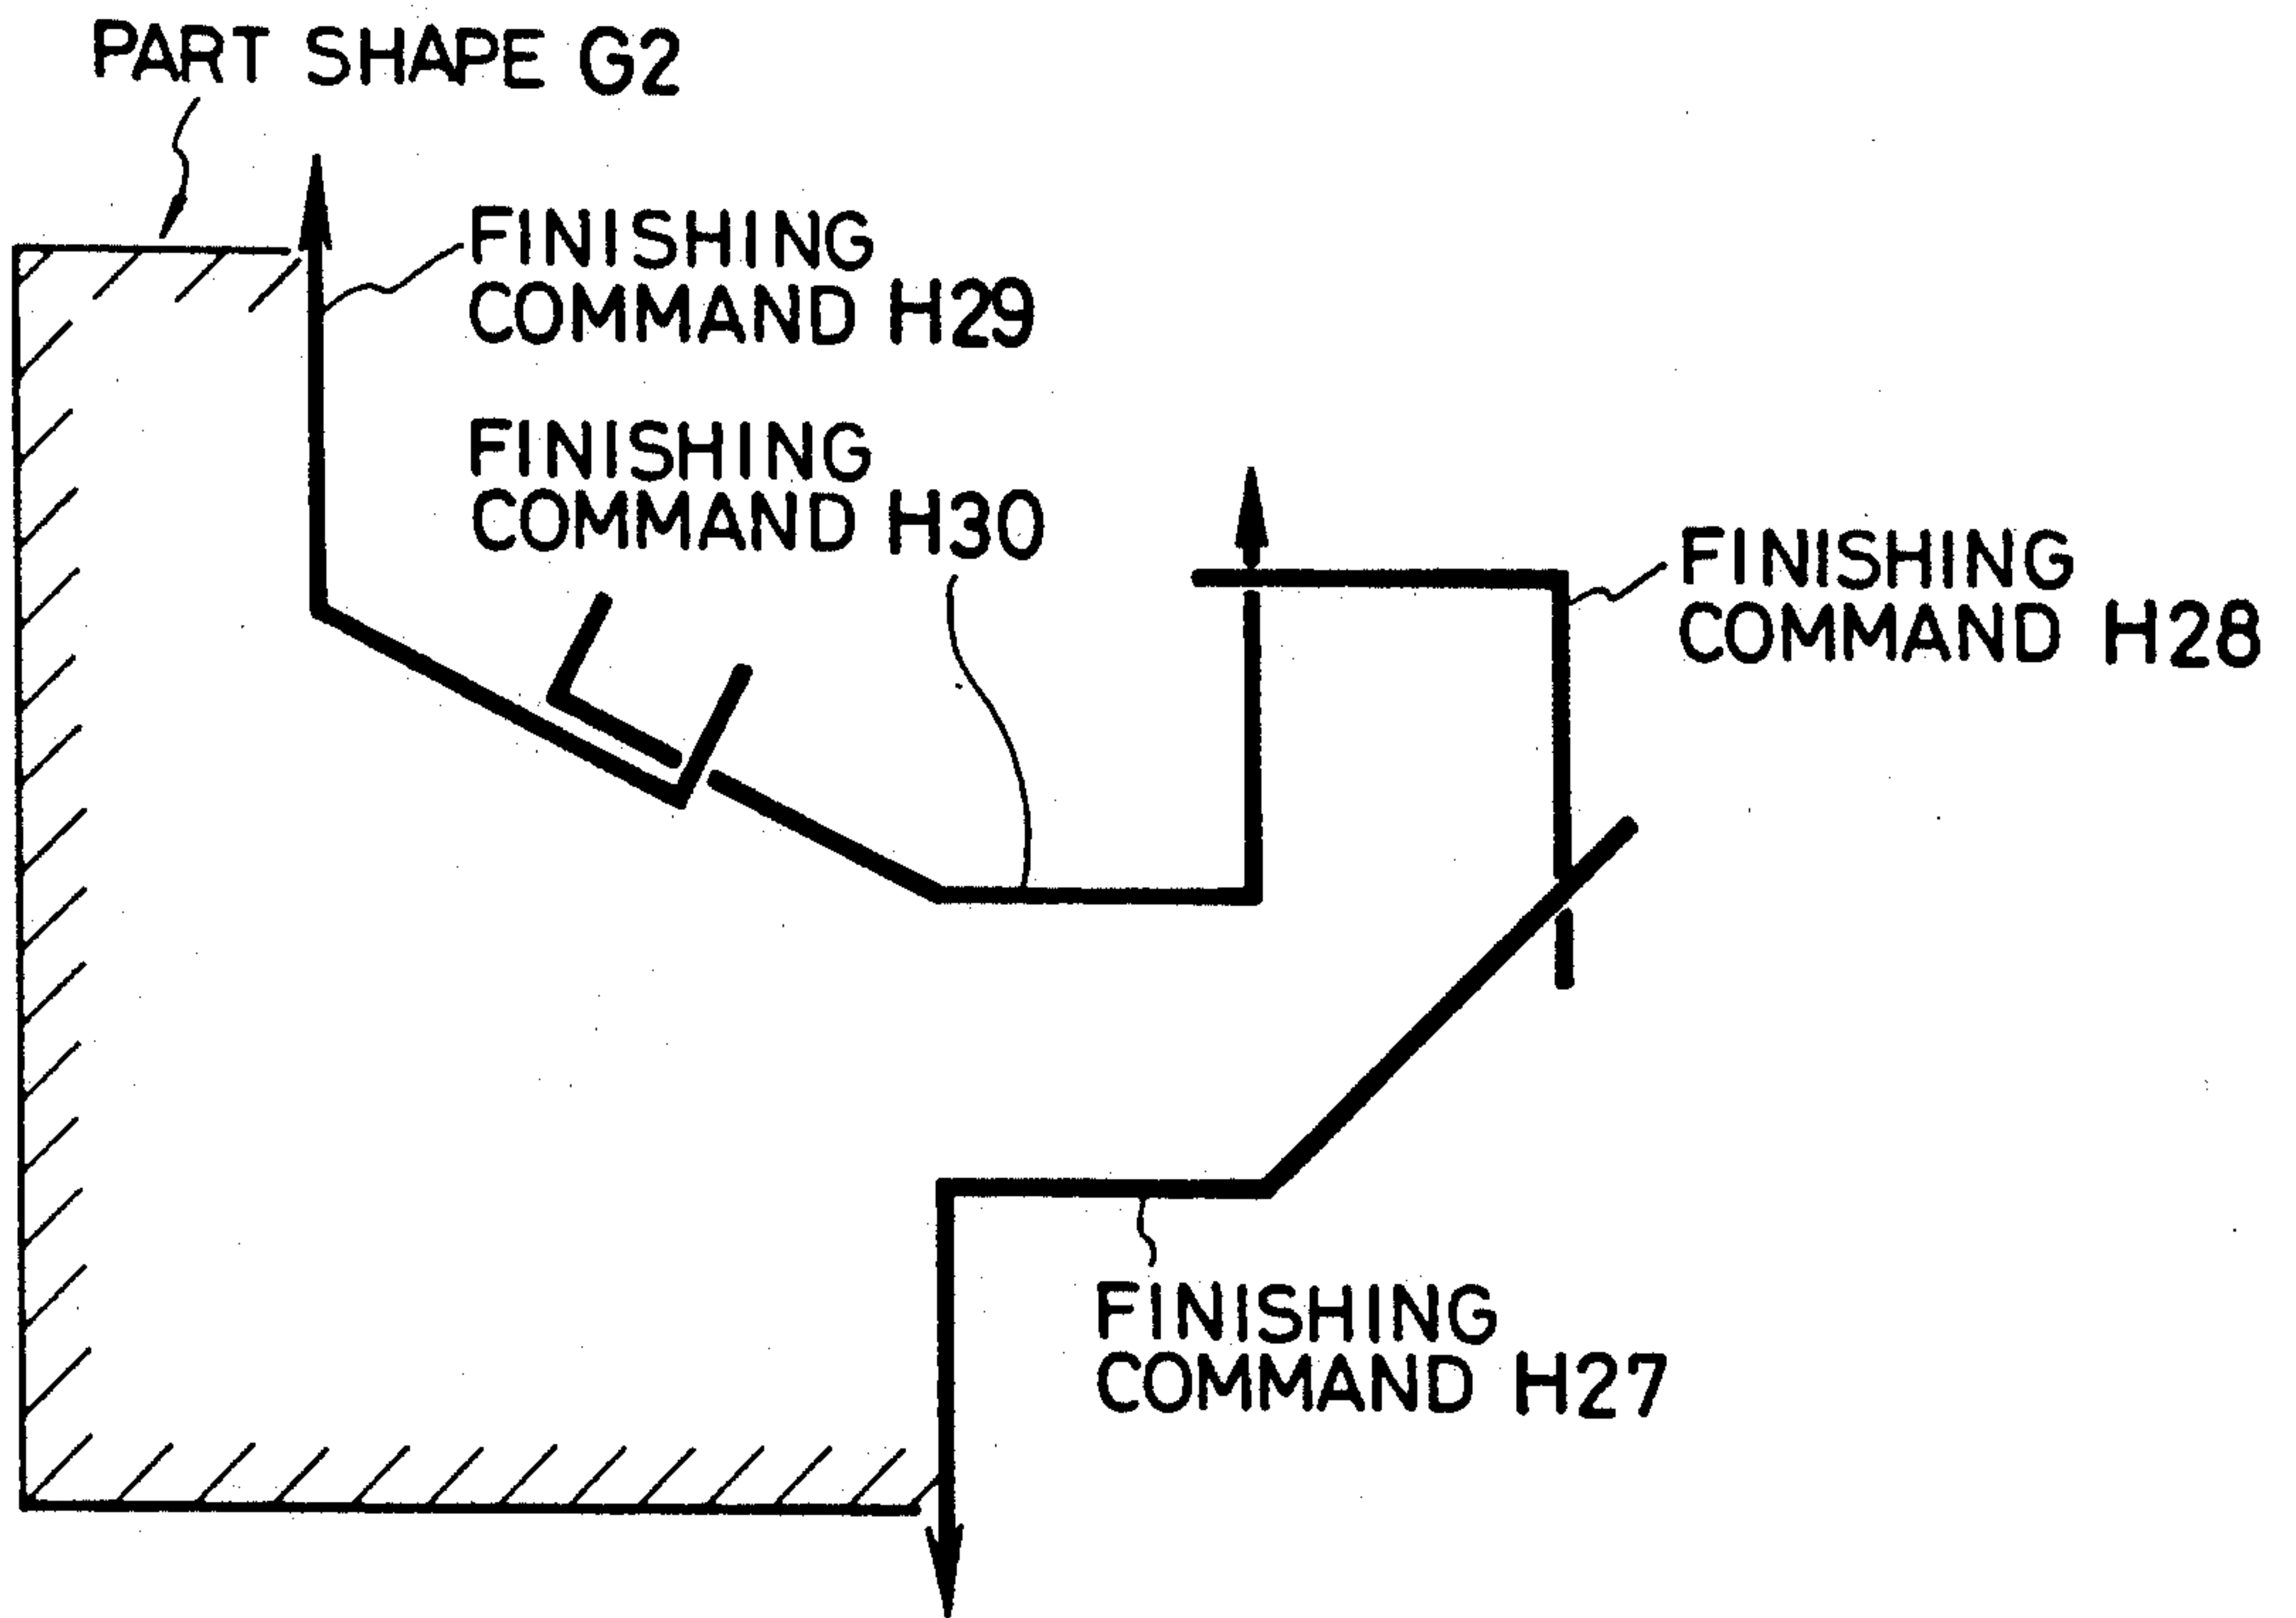 PART SHAPE G2
FINISHING
COMMAND H29
FINISHING
COMMAND H30
FINISHING
COMMAND H28
FINISHING
COMMAND H27